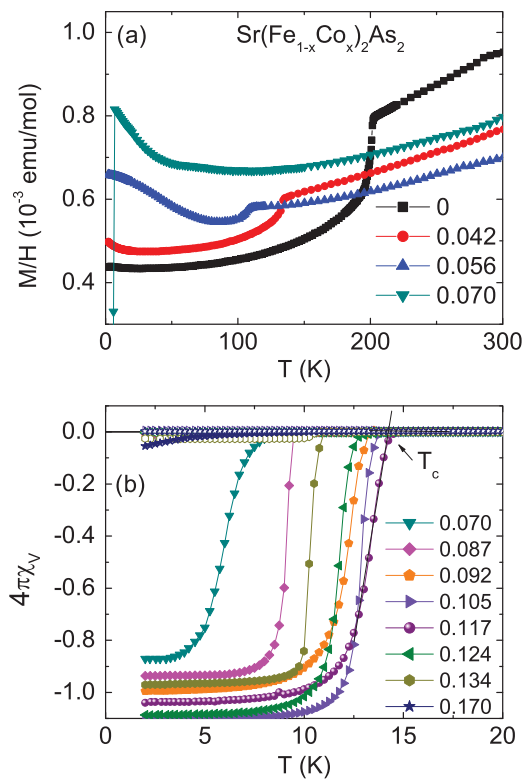 (a) Sr(Fe1-xCox)2As2
1.0
0.8
0.6
0.4
M/H (10-3 emu/mol)
0
0.042
0.056
0.070
0 100 200 300
T (K)
0.0
-0.2
-0.4
-0.6
-0.8
-1.0
4πχV
(b)
Tc
0.070
0.087
0.092
0.105
0.117
0.124
0.134
0.170
0 5 10 15 20
T (K)